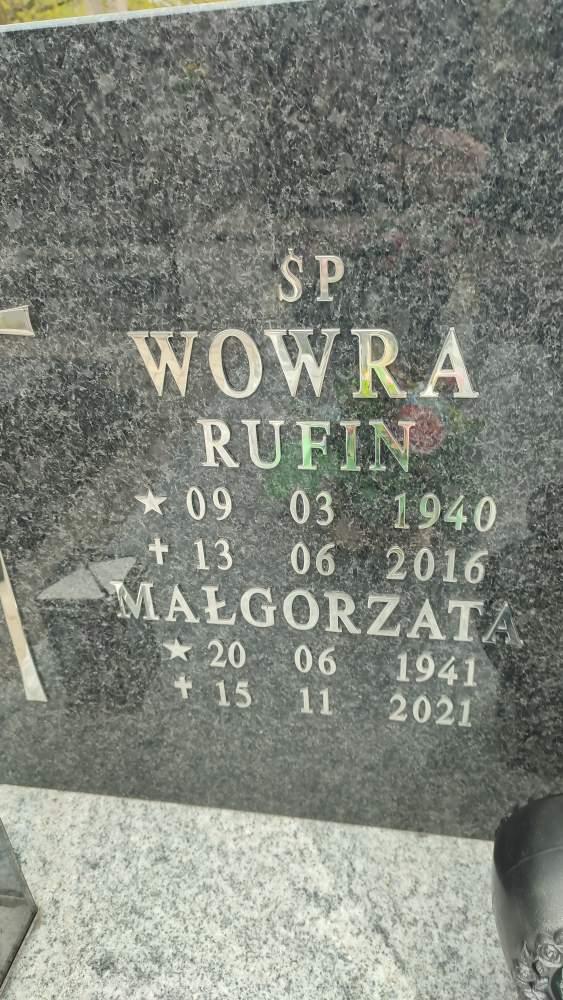 ŚP
WOWRA
RUFIN
★ 09 03 1940
✝ 13 06 2016
MAŁGORZATA
★ 20 06 1941
✝ 15 11 2021